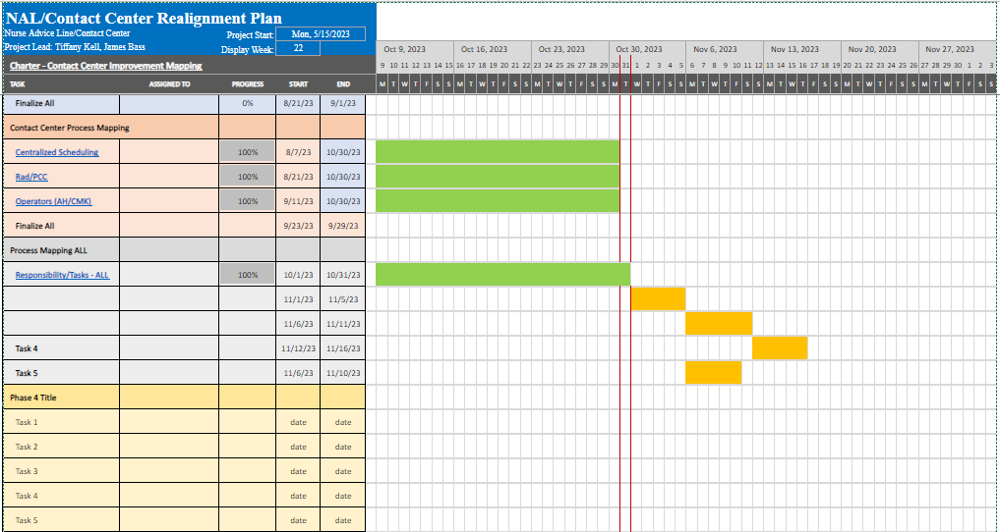 NAL/Contact Center Realignment Plan
Nurse Advice Line/Contact Center Project Start: Mon, 5/15/2023
Project Lead: Tiffany Kell, James Bass Display Week: 22
Oct 9, 2023 Oct 16, 2023 Oct 23, 2023 Oct 30, 2023 Nov 6, 2023 Nov 13, 2023 Nov 20, 2023 Nov 27, 2023
Charter - Contact Center Improvement Mapping
9 10 11 12 13 14 15 16 17 18 19 20 21 22 23 24 25 26 27 28 29 30 31 1 2 3 4 5 6 7 8 9 10 11 12 13 14 15 16 17 18 19 20 21 22 23 24 25 26 27 28 29 30 1 2 3
TASK ASSIGNED TO PROGRESS START END M T W T F S S M T W T F S S M T W T F S S M T W T F S S M T W T F S S M T W T F S S M T W T F S S M T W T F S S
Finalize All 0% 8/21/23 9/1/23
Contact Center Process Mapping
Centralized Scheduling 100% 8/7/23 10/30/23
Rad/PCC 100% 8/21/23 10/30/23
Operators (AH/CMK) 100% 9/11/23 10/30/23
Finalize All 9/23/23 9/29/23
Process Mapping ALL
Responsibility/Tasks - ALL 100% 10/1/23 10/31/23
11/1/23 11/5/23
11/6/23 11/11/23
Task 4 11/12/23 11/16/23
Task 5 11/6/23 11/10/23
Phase 4 Title
Task 1 date date
Task 2 date date
Task 3 date date
Task 4 date date
Task 5 date date